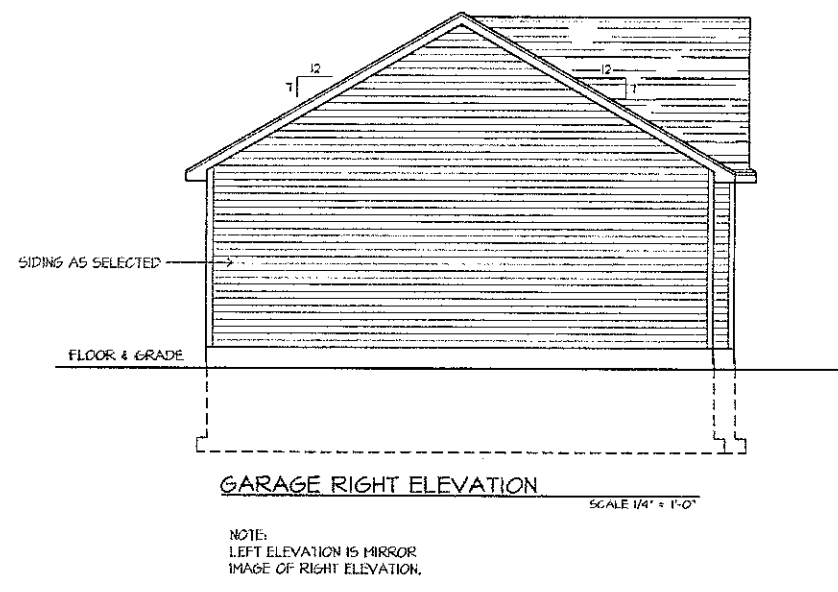 12
7
12
7
SIDING AS SELECTED
FLOOR & GRADE
GARAGE RIGHT ELEVATION
SCALE 1/4" = 1'-0"
NOTE:
LEFT ELEVATION IS MIRROR
IMAGE OF RIGHT ELEVATION.